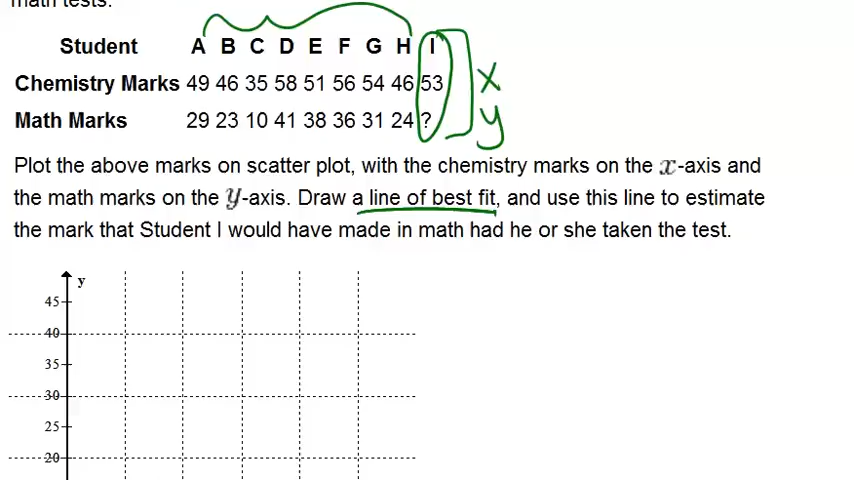 math tests.
Student A B C D E F G H I
Chemistry Marks 49 46 35 58 51 56 54 46 53 x
Math Marks 29 23 10 41 38 36 31 24 ? y
Plot the above marks on scatter plot, with the chemistry marks on the x-axis and
the math marks on the y-axis. Draw a line of best fit, and use this line to estimate
the mark that Student I would have made in math had he or she taken the test.
y
45
40
35
30
25
20